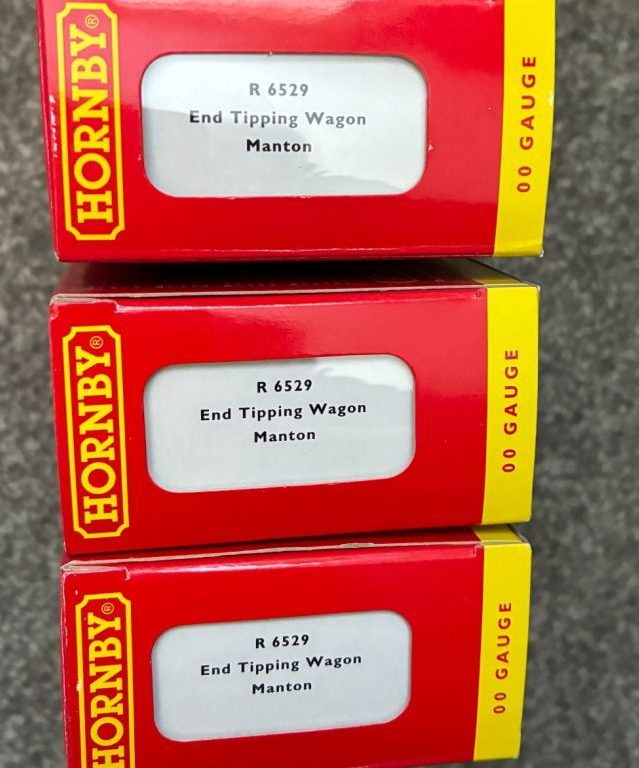 HORNBY®
R 6529
End Tipping Wagon
Manton
00 GAUGE
HORNBY®
R 6529
End Tipping Wagon
Manton
00 GAUGE
HORNBY®
R 6529
End Tipping Wagon
Manton
00 GAUGE